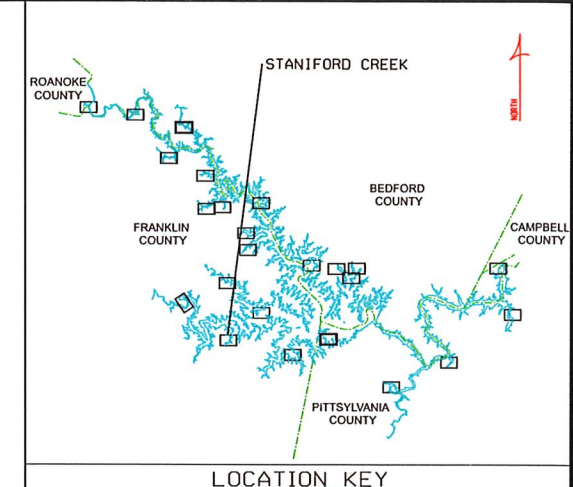 STANIFORD CREEK
ROANOKE
COUNTY
NORTH
BEDFORD
COUNTY
FRANKLIN
COUNTY
CAMPBELL
COUNTY
PITTSYLVANIA
COUNTY
LOCATION KEY